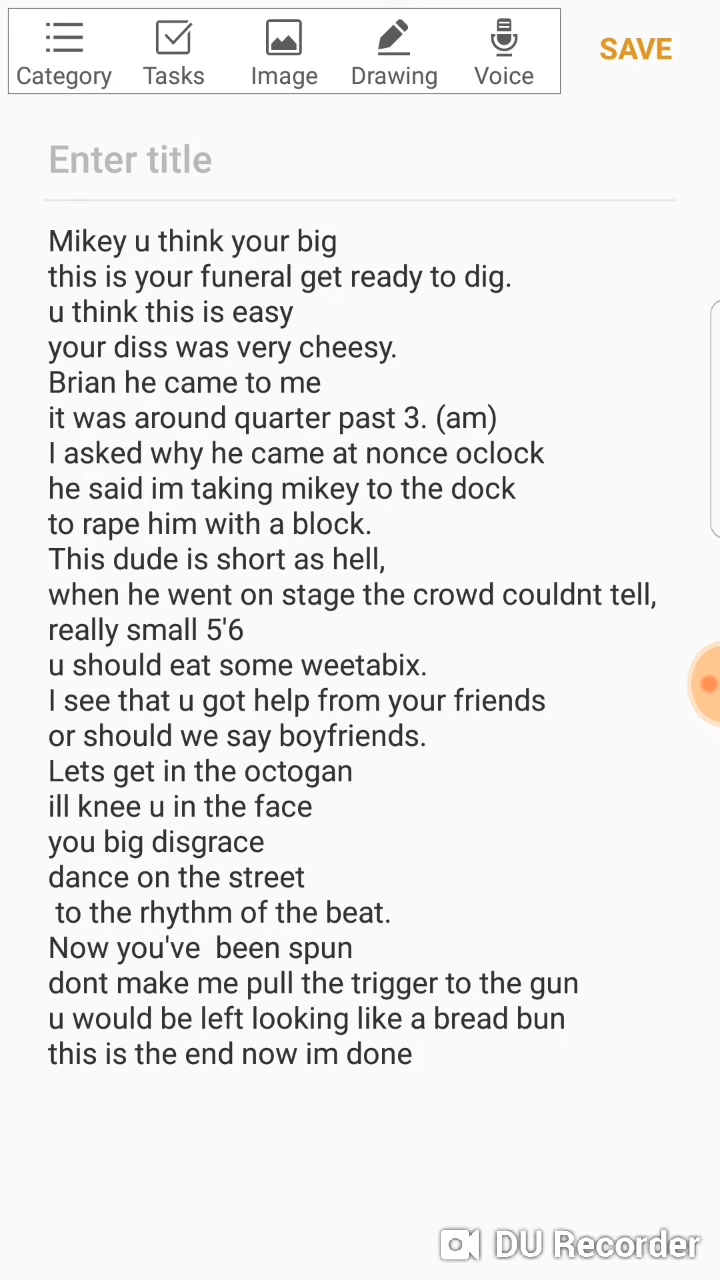 Category Tasks Image Drawing Voice SAVE
Enter title
Mikey u think your big
this is your funeral get ready to dig.
u think this is easy
your diss was very cheesy.
Brian he came to me
it was around quarter past 3. (am)
I asked why he came at nonce oclock
he said im taking mikey to the dock
to rape him with a block.
This dude is short as hell,
when he went on stage the crowd couldnt tell,
really small 5'6
u should eat some weetabix.
I see that u got help from your friends
or should we say boyfriends.
Lets get in the octogan
ill knee u in the face
you big disgrace
dance on the street
to the rhythm of the beat.
Now you've  been spun
dont make me pull the trigger to the gun
u would be left looking like a bread bun
this is the end now im done
DU Recorder